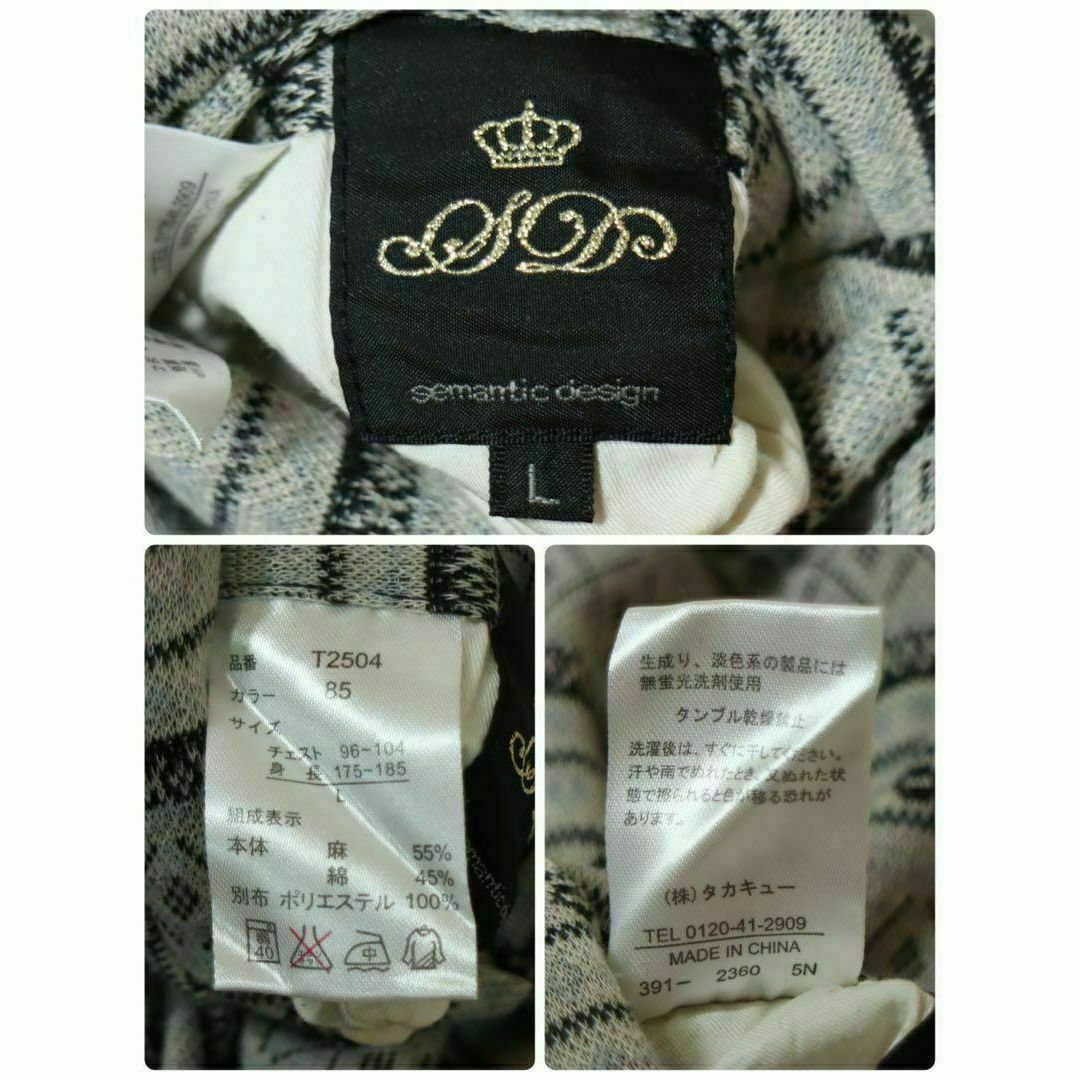 SD
semantic design
L
品番 T2504
カラー 85
サイズ
チェスト 96-104
身長 175-185
L
組成表示
本体 麻 55%
綿 45%
別布 ポリエステル 100%
40
中
生成り、淡色系の製品には
無蛍光洗剤使用
タンブル乾燥禁止
洗濯後は、すぐに干してください。
汗や雨でぬれたとき、又ぬれた状
態で擦られると色が移る恐れが
あります。
(株)タカキュー
TEL 0120-41-2909
MADE IN CHINA
391- 2360 5N